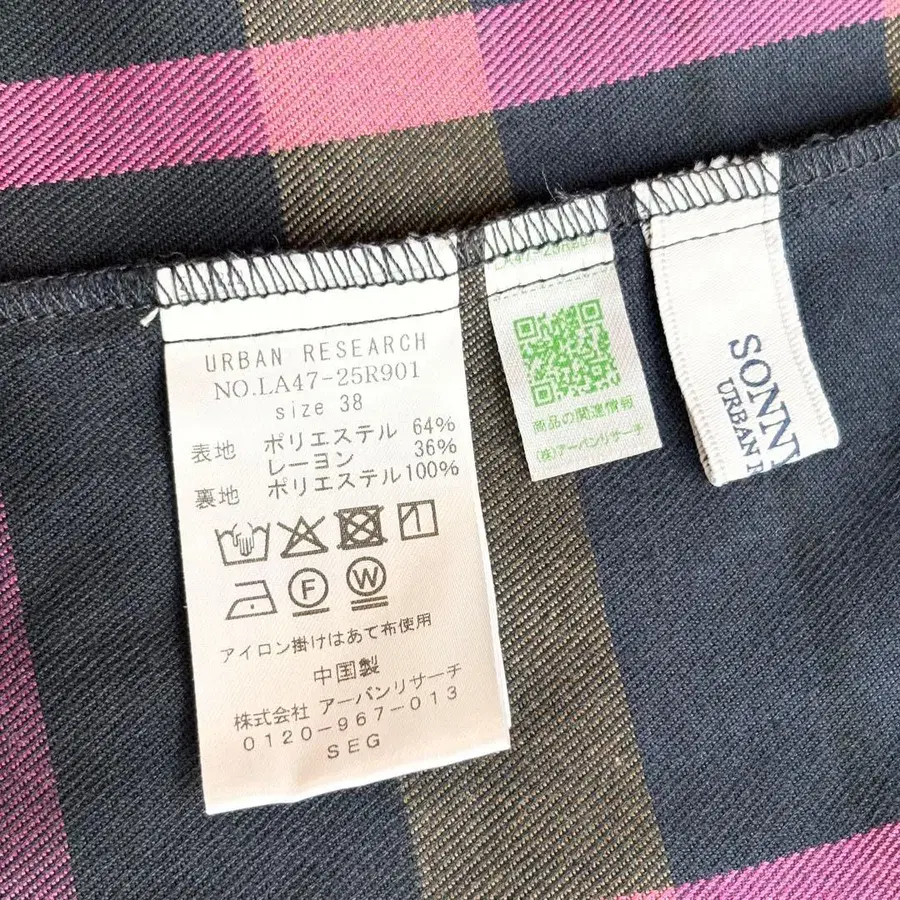 URBAN RESEARCH
NO.LA47-25R901
size 38
表地 ポリエステル 64%
レーヨン 36%
裏地 ポリエステル 100%
F W
アイロン掛けはあて布使用
中国製
株式会社 アーバンリサーチ
0120-967-013
SEG
商品の関連情報
(株)アーバンリサーチ
SONNY
URBAN